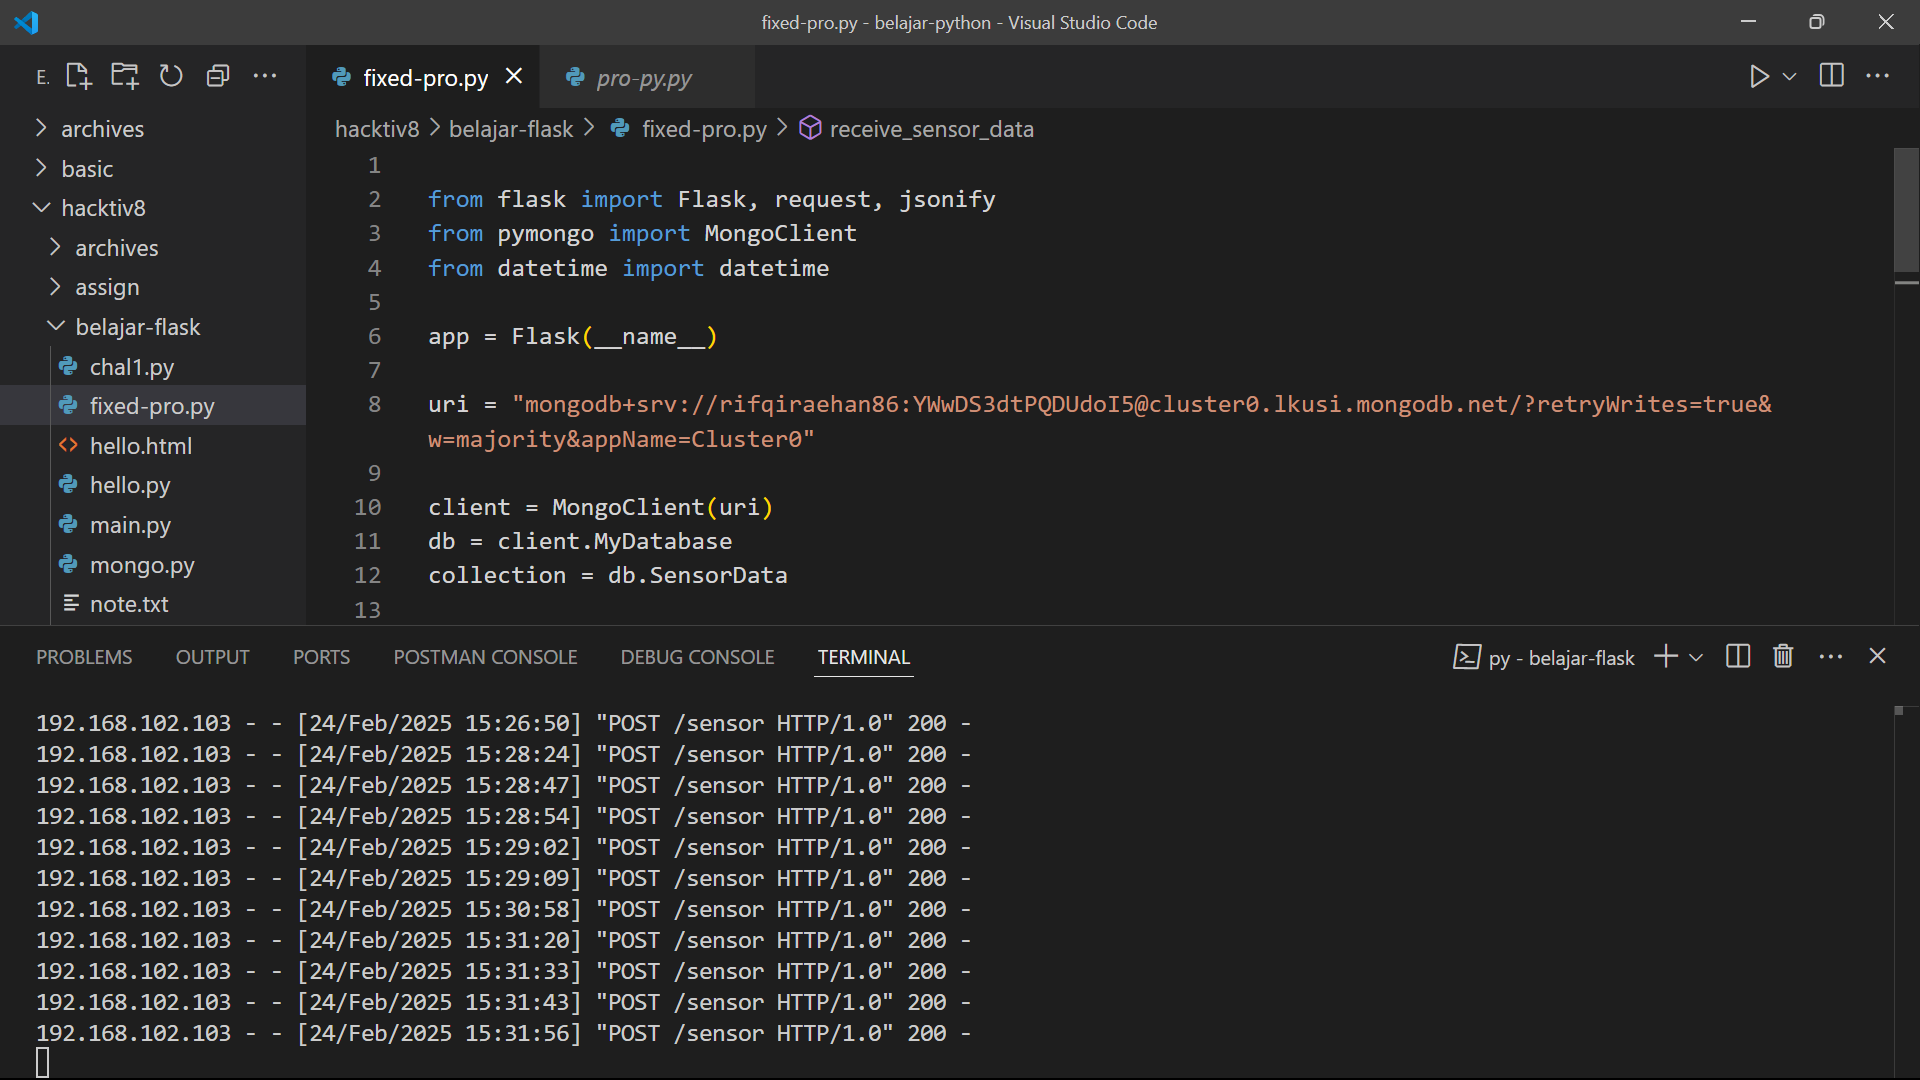 fixed-pro.py - belajar-python - Visual Studio Code
E.
fixed-pro.py
pro-py.py
archives
basic
hacktiv8
archives
assign
belajar-flask
chal1.py
fixed-pro.py
hello.html
hello.py
main.py
mongo.py
note.txt
hacktiv8 > belajar-flask > fixed-pro.py > receive_sensor_data
1
2 from flask import Flask, request, jsonify
3 from pymongo import MongoClient
4 from datetime import datetime
5
6 app = Flask(__name__)
7
8 uri = "mongodb+srv://rifqiraehan86:YWwDS3dtPQDUdoI5@cluster0.lkusi.mongodb.net/?retryWrites=true&
w=majority&appName=Cluster0"
9
10 client = MongoClient(uri)
11 db = client.MyDatabase
12 collection = db.SensorData
13
PROBLEMS OUTPUT PORTS POSTMAN CONSOLE DEBUG CONSOLE TERMINAL
py - belajar-flask
192.168.102.103 - - [24/Feb/2025 15:26:50] "POST /sensor HTTP/1.0" 200 -
192.168.102.103 - - [24/Feb/2025 15:28:24] "POST /sensor HTTP/1.0" 200 -
192.168.102.103 - - [24/Feb/2025 15:28:47] "POST /sensor HTTP/1.0" 200 -
192.168.102.103 - - [24/Feb/2025 15:28:54] "POST /sensor HTTP/1.0" 200 -
192.168.102.103 - - [24/Feb/2025 15:29:02] "POST /sensor HTTP/1.0" 200 -
192.168.102.103 - - [24/Feb/2025 15:29:09] "POST /sensor HTTP/1.0" 200 -
192.168.102.103 - - [24/Feb/2025 15:30:58] "POST /sensor HTTP/1.0" 200 -
192.168.102.103 - - [24/Feb/2025 15:31:20] "POST /sensor HTTP/1.0" 200 -
192.168.102.103 - - [24/Feb/2025 15:31:33] "POST /sensor HTTP/1.0" 200 -
192.168.102.103 - - [24/Feb/2025 15:31:43] "POST /sensor HTTP/1.0" 200 -
192.168.102.103 - - [24/Feb/2025 15:31:56] "POST /sensor HTTP/1.0" 200 -